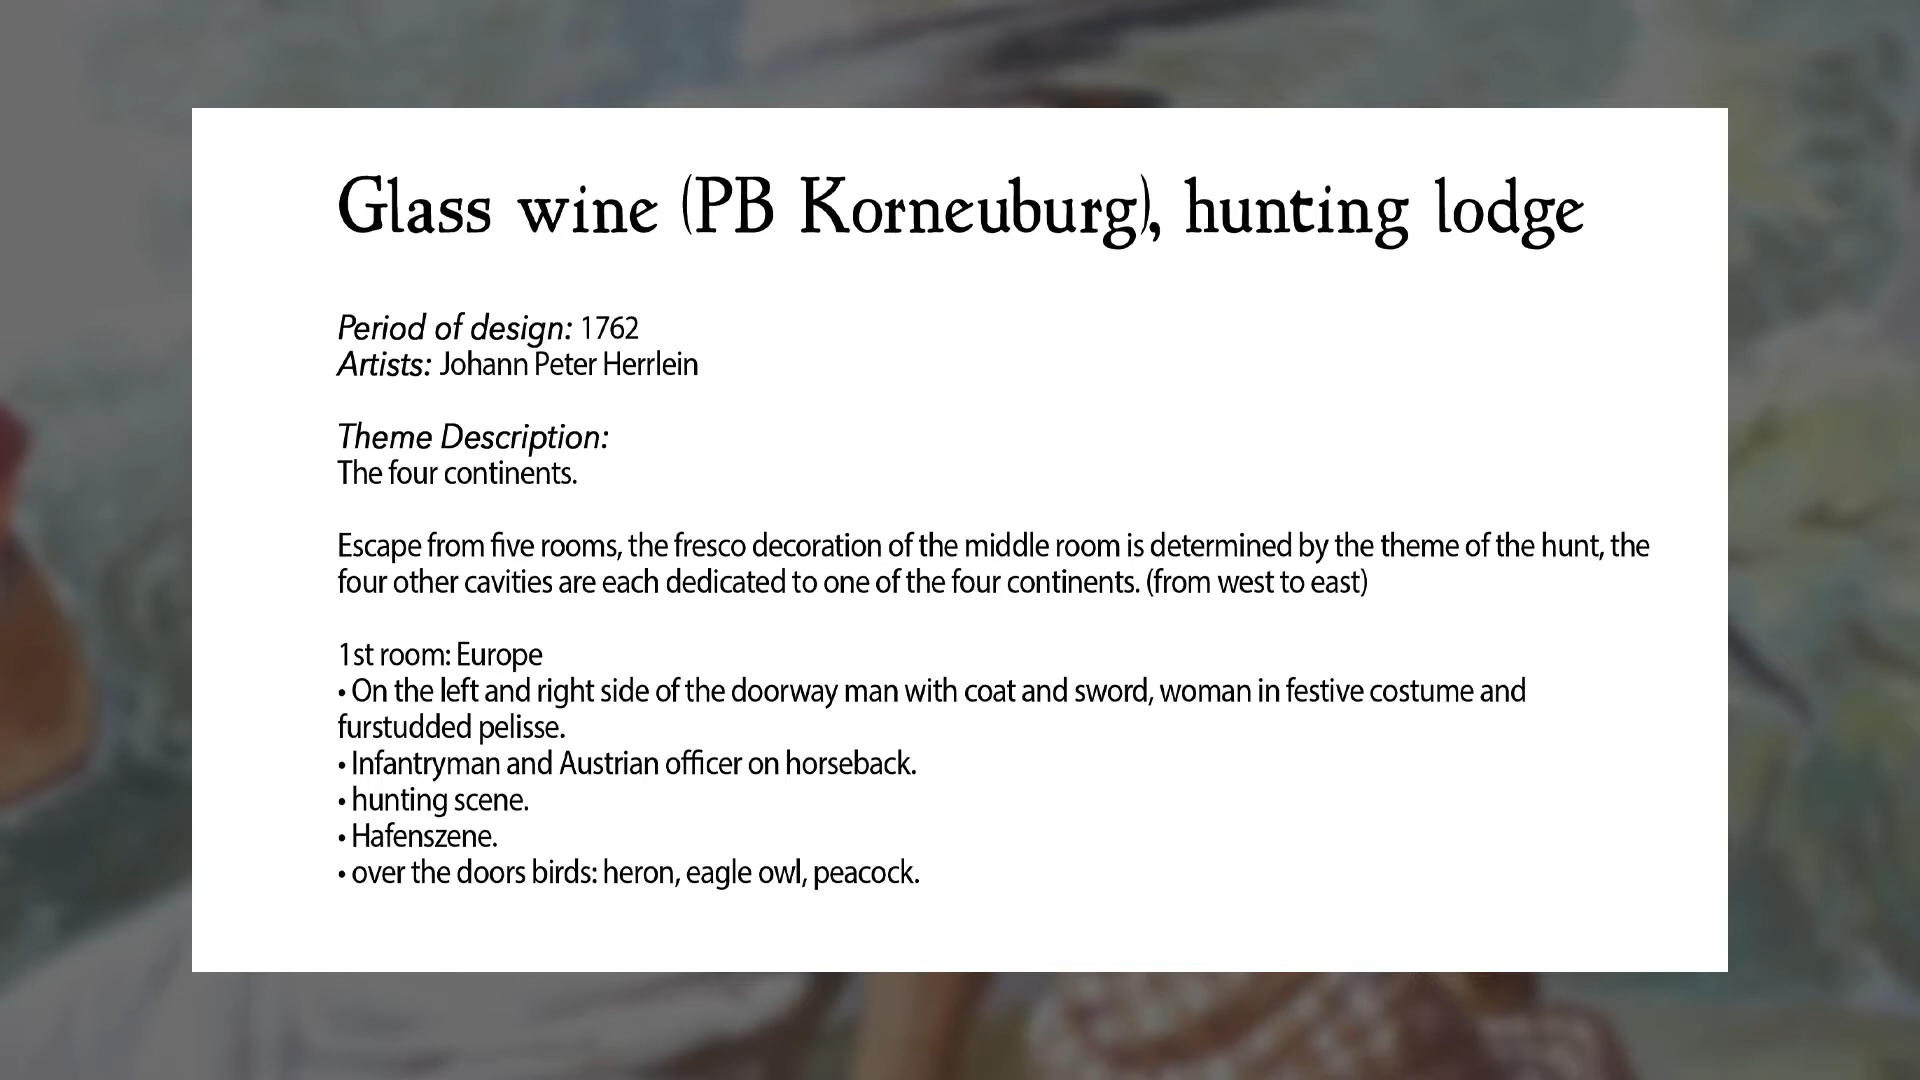 Glass wine (PB Korneuburg), hunting lodge
Period of design: 1762
Artists: Johann Peter Herrlein
Theme Description:
The four continents.
Escape from five rooms, the fresco decoration of the middle room is determined by the theme of the hunt, the
four other cavities are each dedicated to one of the four continents. (from west to east)
1st room: Europe
• On the left and right side of the doorway man with coat and sword, woman in festive costume and
furstudded pelisse.
• Infantryman and Austrian officer on horseback.
• hunting scene.
• Hafenszene.
• over the doors birds: heron, eagle owl, peacock.